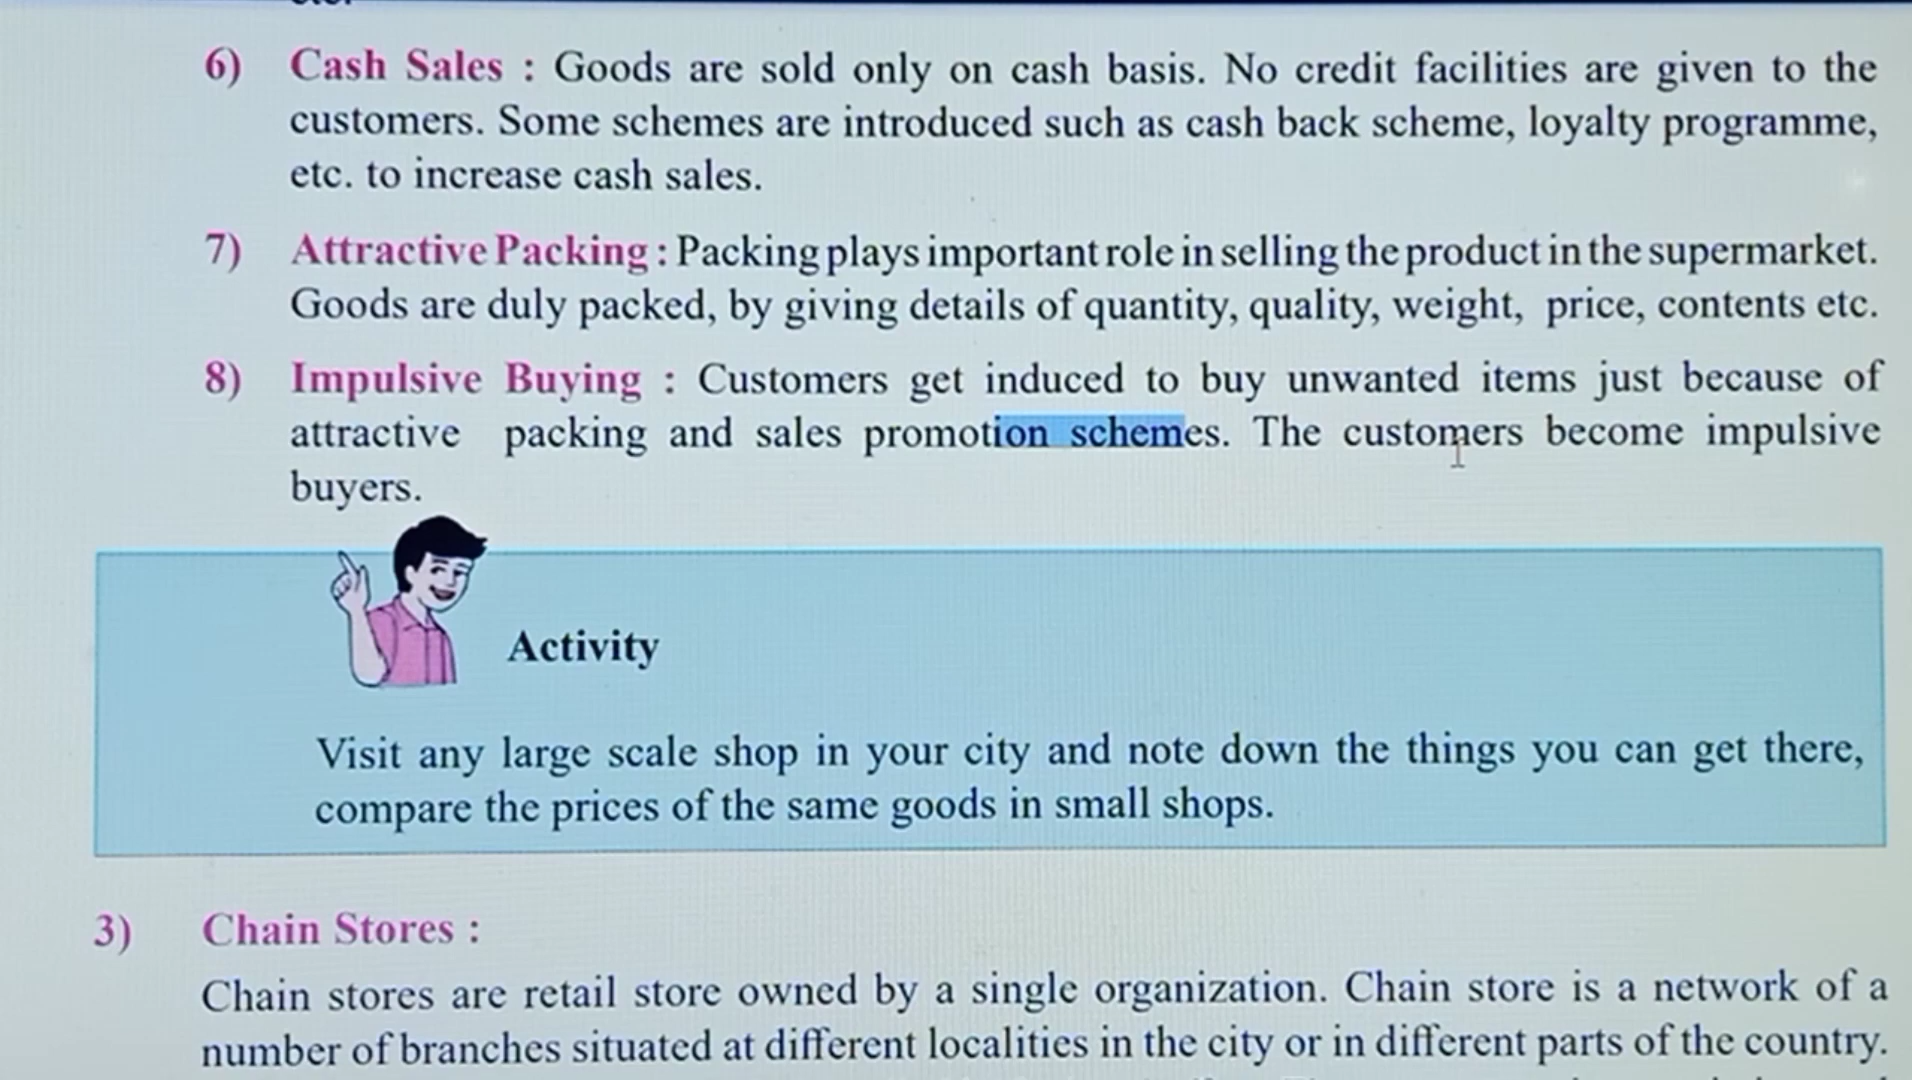 6) Cash Sales : Goods are sold only on cash basis. No credit facilities are given to the
customers. Some schemes are introduced such as cash back scheme, loyalty programme,
etc. to increase cash sales.
7) Attractive Packing : Packing plays important role in selling the product in the supermarket.
Goods are duly packed, by giving details of quantity, quality, weight, price, contents etc.
8) Impulsive Buying : Customers get induced to buy unwanted items just because of
attractive packing and sales promotion schemes. The customers become impulsive
buyers.
Activity
Visit any large scale shop in your city and note down the things you can get there,
compare the prices of the same goods in small shops.
3) Chain Stores :
Chain stores are retail store owned by a single organization. Chain store is a network of a
number of branches situated at different localities in the city or in different parts of the country.